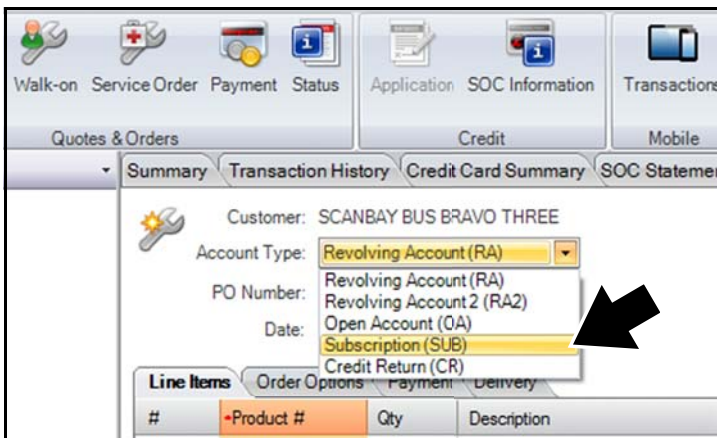 Walk-on Service Order Payment Status Application SOC Information Transactions
Quotes & Orders Credit Mobile
Summary Transaction History Credit Card Summary SOC Statemen
Customer: SCANBAY BUS BRAVO THREE
Account Type: Revolving Account (RA)
Revolving Account (RA)
PO Number: Revolving Account 2 (RA2)
Date: Open Account (OA)
Subscription (SUB)
Credit Return (CR)
Line Items Order Options Payment Delivery
# Product # Qty Description